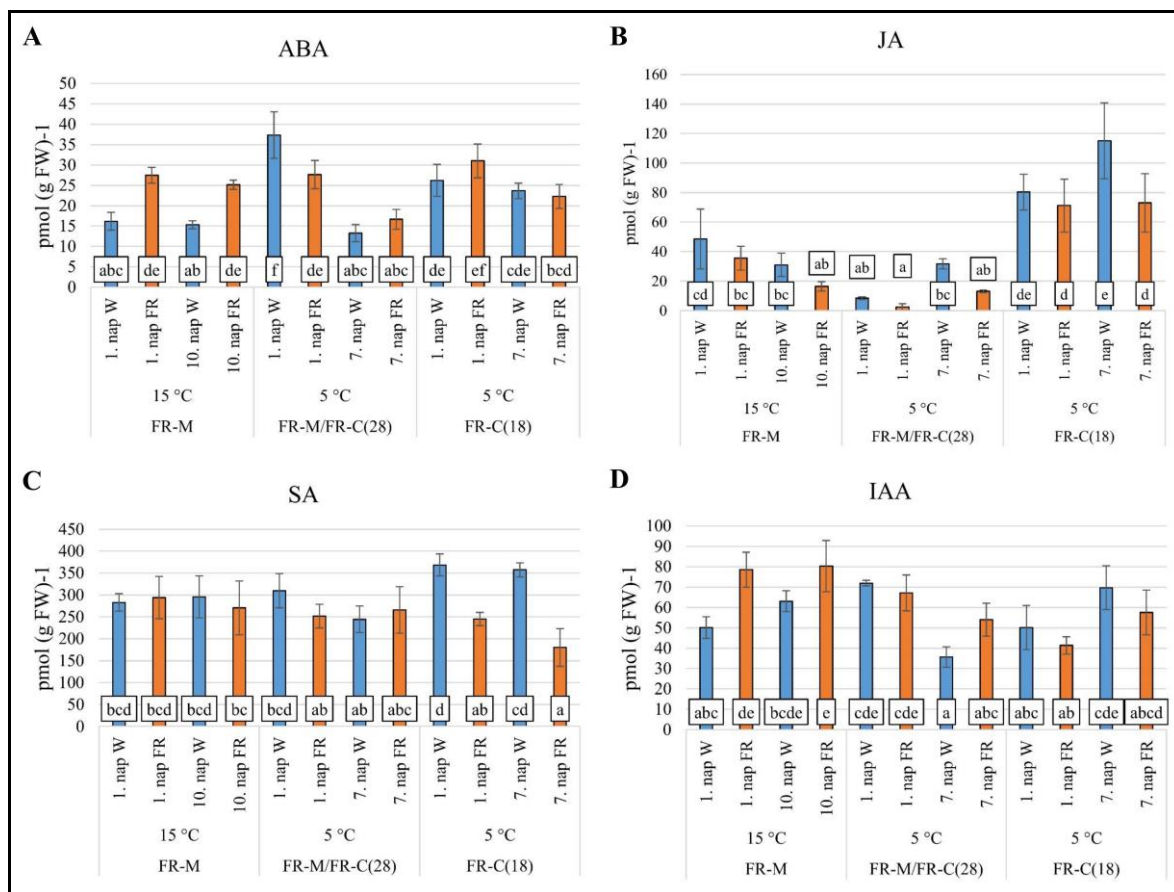 A
ABA
pmol (g FW)-1
50
45
40
35
30
25
20
15
10
5
0
abc
de
ab
de
f
de
abc
abc
de
ef
cde
bcd
1. nap W
1. nap FR
10. nap W
10. nap FR
1. nap W
1. nap FR
7. nap W
7. nap FR
1. nap W
1. nap FR
7. nap W
7. nap FR
15 °C
5 °C
5 °C
FR-M
FR-M/FR-C(28)
FR-C(18)
B
JA
pmol (g FW)-1
160
140
120
100
80
60
40
20
0
cd
bc
bc
ab
ab
a
bc
ab
de
d
e
d
1. nap W
1. nap FR
10. nap W
10. nap FR
1. nap W
1. nap FR
7. nap W
7. nap FR
1. nap W
1. nap FR
7. nap W
7. nap FR
15 °C
5 °C
5 °C
FR-M
FR-M/FR-C(28)
FR-C(18)
C
SA
pmol (g FW)-1
450
400
350
300
250
200
150
100
50
0
bcd
bcd
bcd
bc
bcd
ab
ab
abc
d
ab
cd
a
1. nap W
1. nap FR
10. nap W
10. nap FR
1. nap W
1. nap FR
7. nap W
7. nap FR
1. nap W
1. nap FR
7. nap W
7. nap FR
15 °C
5 °C
5 °C
FR-M
FR-M/FR-C(28)
FR-C(18)
D
IAA
pmol (g FW)-1
100
90
80
70
60
50
40
30
20
10
0
abc
de
bcde
e
cde
cde
a
abc
abc
ab
cde
abcd
1. nap W
1. nap FR
10. nap W
10. nap FR
1. nap W
1. nap FR
7. nap W
7. nap FR
1. nap W
1. nap FR
7. nap W
7. nap FR
15 °C
5 °C
5 °C
FR-M
FR-M/FR-C(28)
FR-C(18)